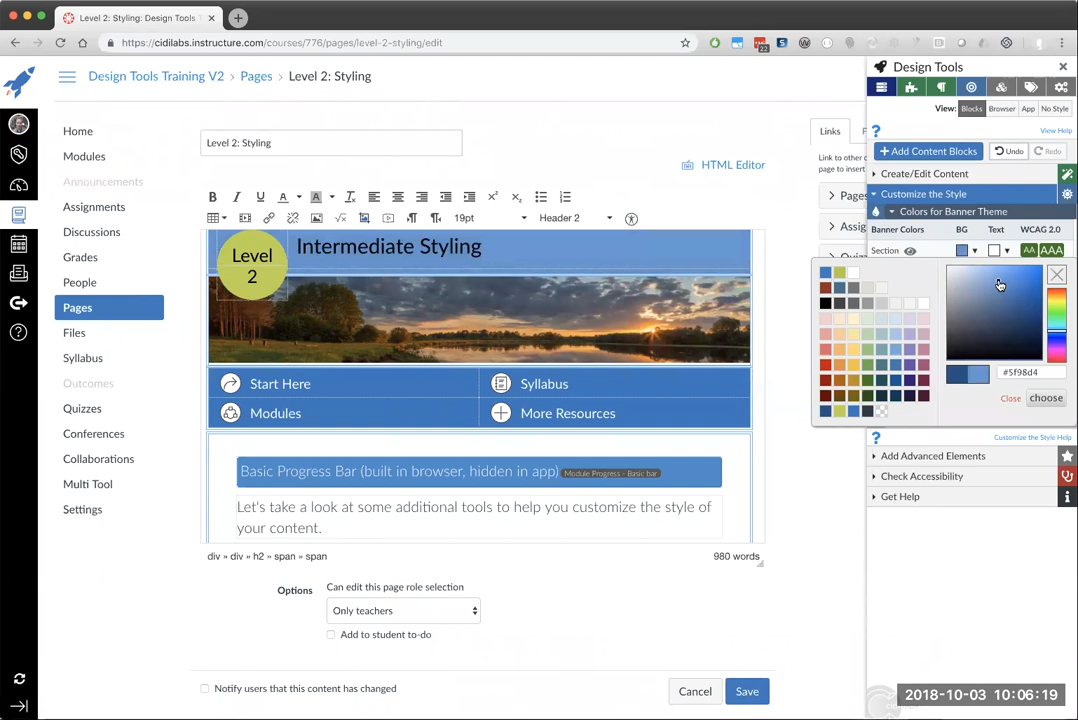 Level 2: Styling: Design Tools T
https://cidilabs.instructure.com/courses/776/pages/level-2-styling/edit
22
Design Training Tools V2 > Pages > Level 2: Styling
Home
Modules
Announcements
Assignments
Discussions
Grades
People
Pages
Files
Syllabus
Outcomes
Quizzes
Conferences
Collaborations
Multi Tool
Settings
Level 2: Styling
HTML Editor
B I U A A
19pt Header 2
Level 2
Intermediate Styling
Start Here
Syllabus
Modules
More Resources
Basic Progress Bar (built in browser, hidden in app) Module Progress - Basic bar
Let's take a look at some additional tools to help you customize the style of
your content.
div » div » h2 » span » span
980 words
Options
Can edit this page role selection
Only teachers
Add to student to-do
Notify users that this content has changed
Cancel
Save
Links
Link to other
page to insert
Pages
Assig
Design Tools
View: Blocks Browser App No Style
? View Help
+ Add Content Blocks Undo Redo
Create/Edit Content
Customize the Style
Colors for Banner Theme
Banner Colors BG Text WCAG 2.0
Section AA AAA
#5f98d4
Close choose
? Customize the Style Help
Add Advanced Elements
Check Accessibility
Get Help
2018-10-03 10:06:19